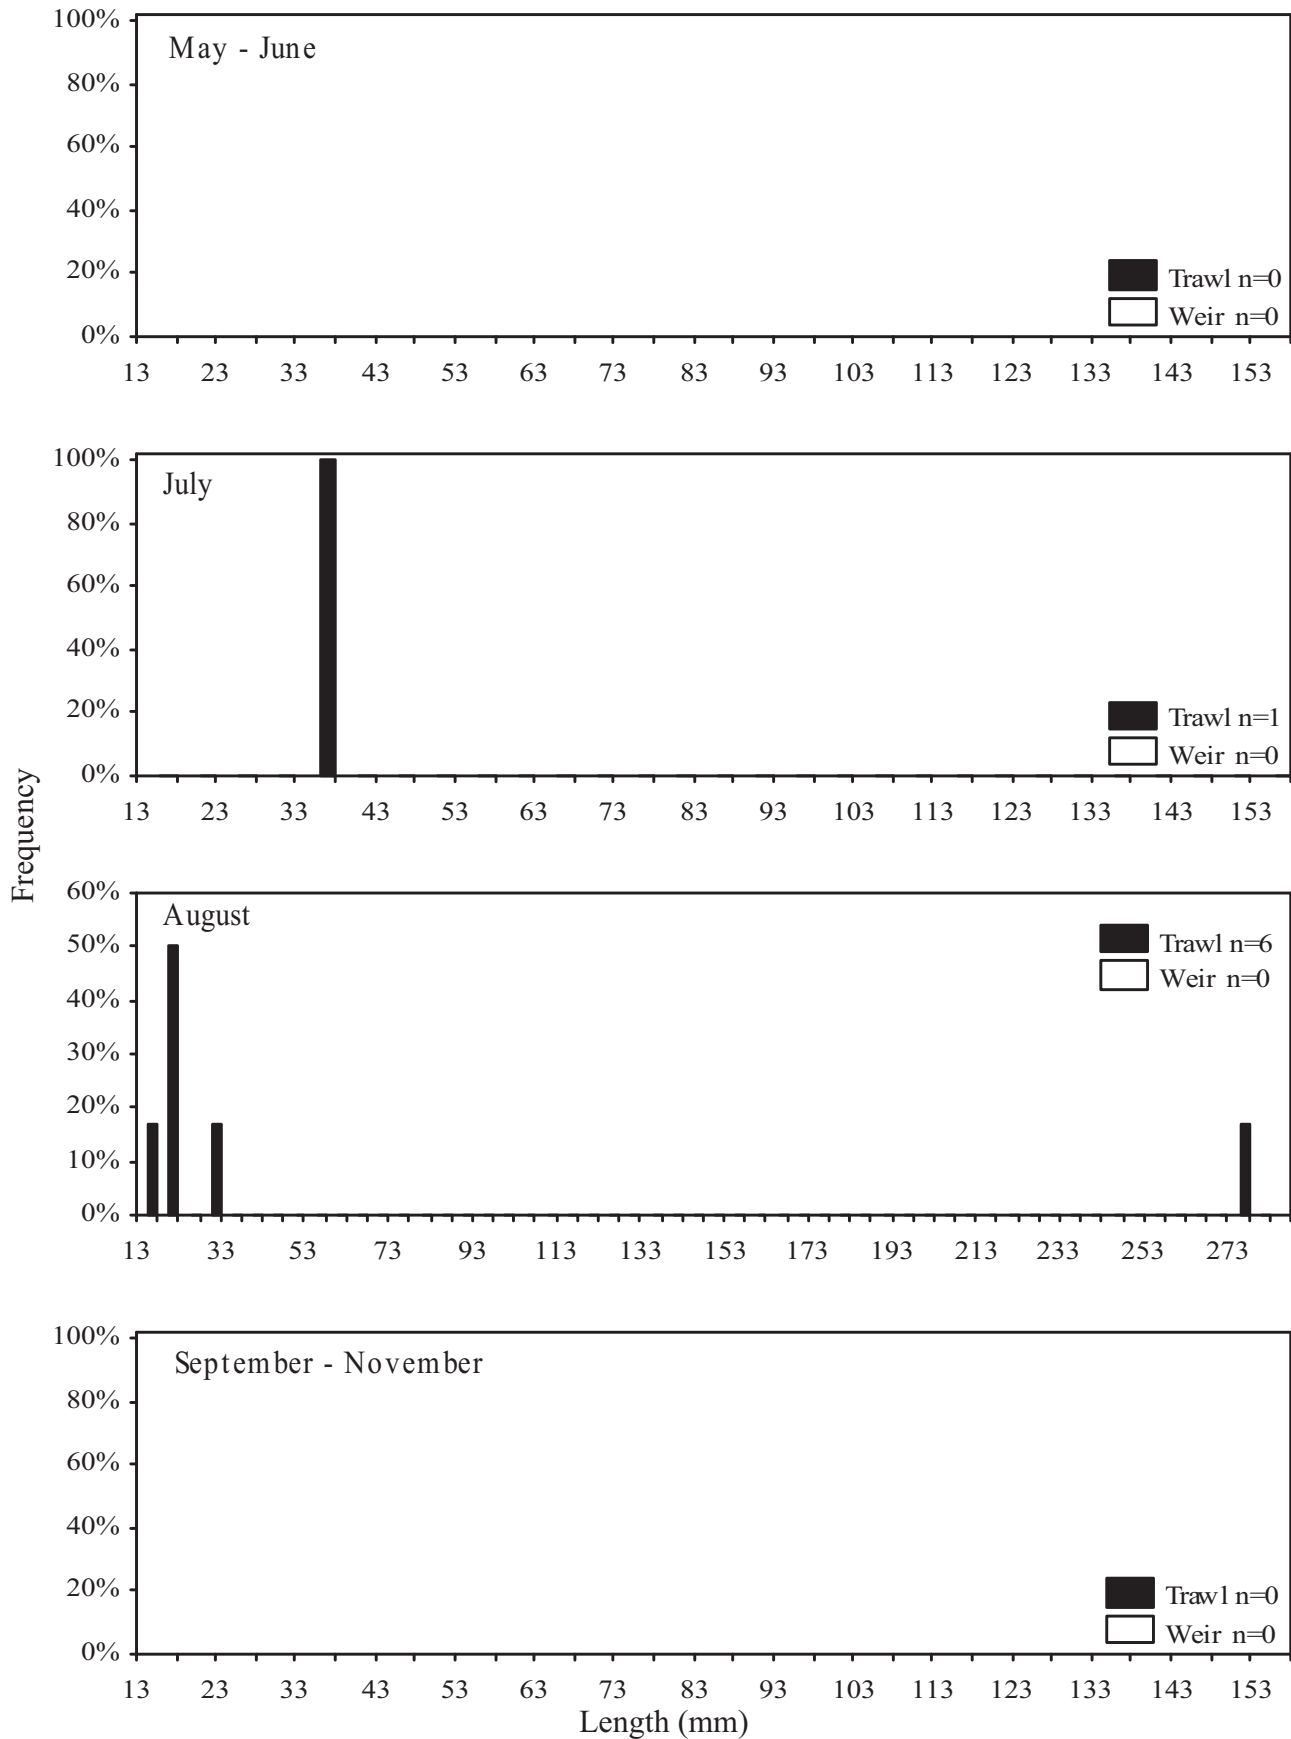 100%
May - June
80%
60%
40%
20%
Trawl n=0
Weir n=0
0%
13 23 33 43 53 63 73 83 93 103 113 123 133 143 153
100%
July
80%
60%
40%
20%
Trawl n=1
Weir n=0
0%
13 23 33 43 53 63 73 83 93 103 113 123 133 143 153
Frequency
60%
August
50%
Trawl n=6
Weir n=0
40%
30%
20%
10%
0%
13 33 53 73 93 113 133 153 173 193 213 233 253 273
100%
September - November
80%
60%
40%
20%
Trawl n=0
Weir n=0
0%
13 23 33 43 53 63 73 83 93 103 113 123 133 143 153
Length (mm)